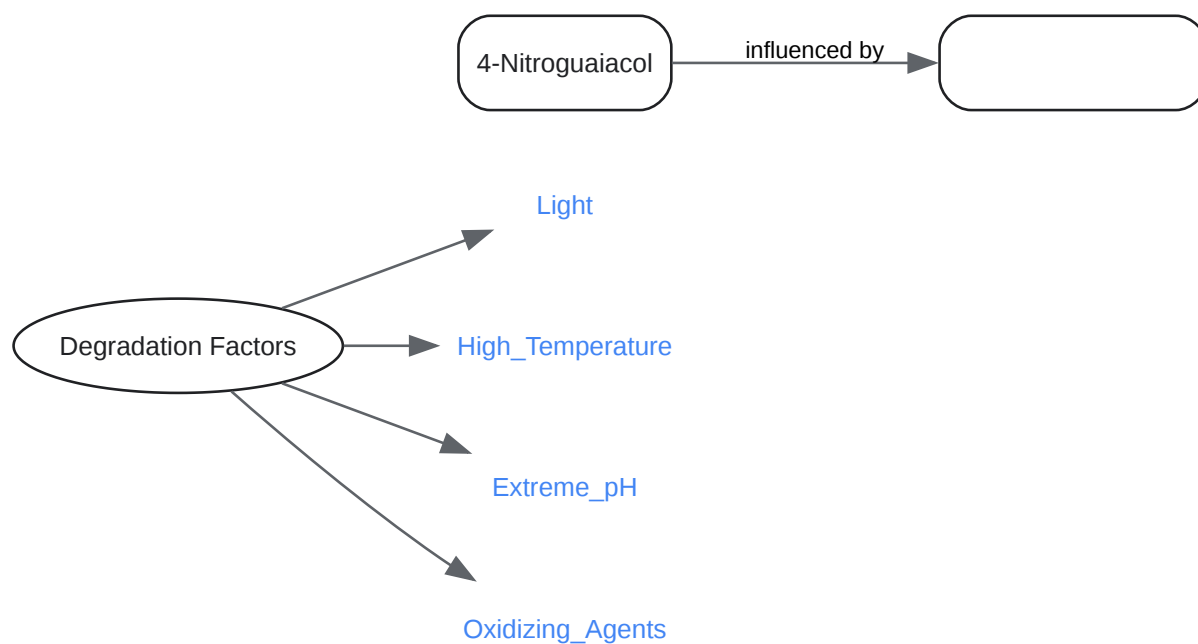 4-Nitroguaiacol
influenced by
Light
Degradation Factors
High_Temperature
Extreme_pH
Oxidizing_Agents